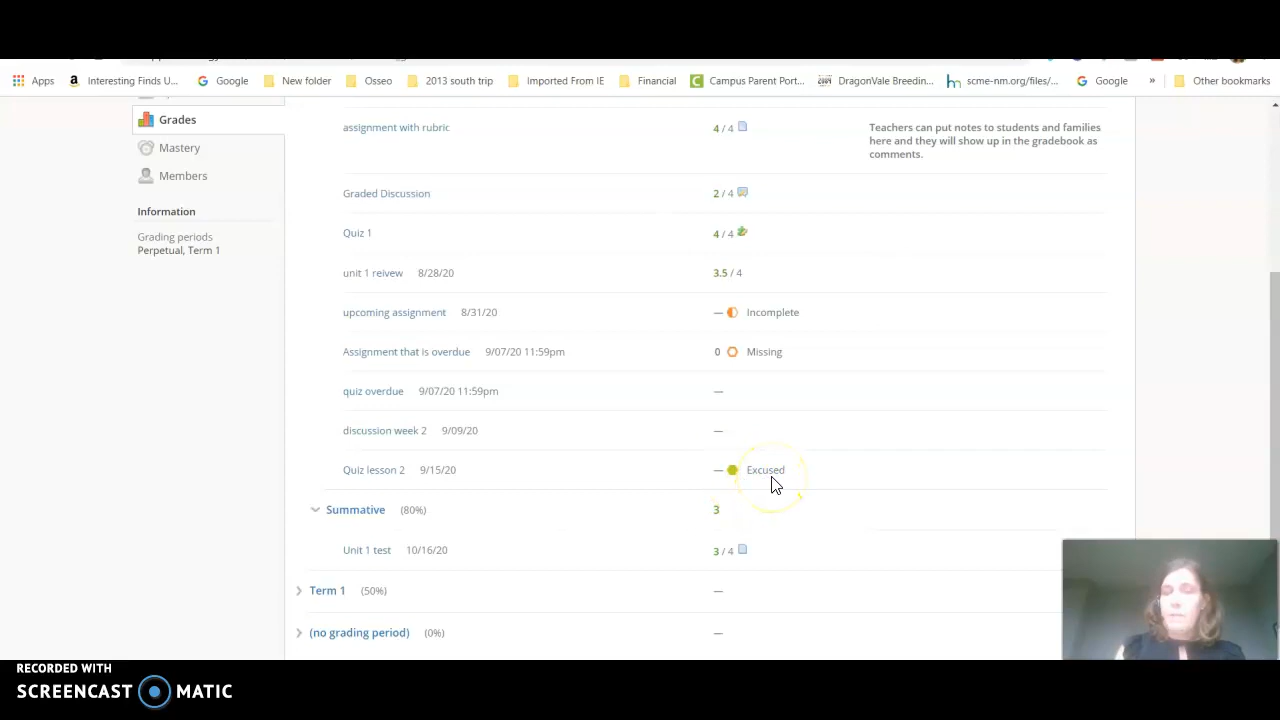 Apps Interesting Finds U... Google New folder Osseo 2013 south trip Imported From IE Financial Campus Parent Port... DragonVale Breedin... scme-nm.org/files/... Google » Other bookmarks
Grades
Mastery
Members
Information
Grading periods
Perpetual, Term 1
assignment with rubric 4 / 4 Teachers can put notes to students and families
here and they will show up in the gradebook as
comments.
Graded Discussion 2 / 4
Quiz 1 4 / 4
unit 1 reivew 8/28/20 3.5 / 4
upcoming assignment 8/31/20 — Incomplete
Assignment that is overdue 9/07/20 11:59pm 0 Missing
quiz overdue 9/07/20 11:59pm —
discussion week 2 9/09/20 —
Quiz lesson 2 9/15/20 — Excused
Summative (80%) 3
Unit 1 test 10/16/20 3 / 4
Term 1 (50%) —
(no grading period) (0%) —
RECORDED WITH
SCREENCAST MATIC